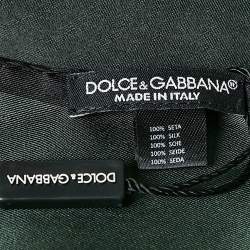 DOLCE&GABBANA®
MADE IN ITALY
100% SETA
100% SILK
100% SOIE
100% SEIDE
100% SEDA
DOLCE&GABBANA